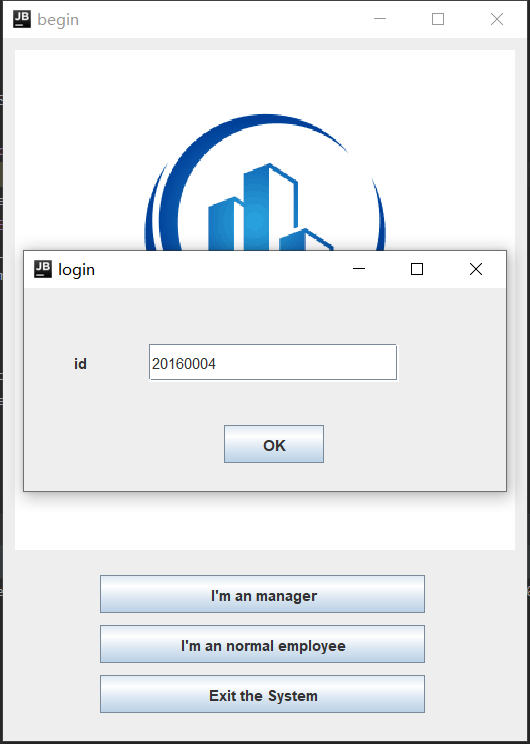 JB begin
JB login
id
20160004
OK
I'm an manager
I'm an normal employee
Exit the System